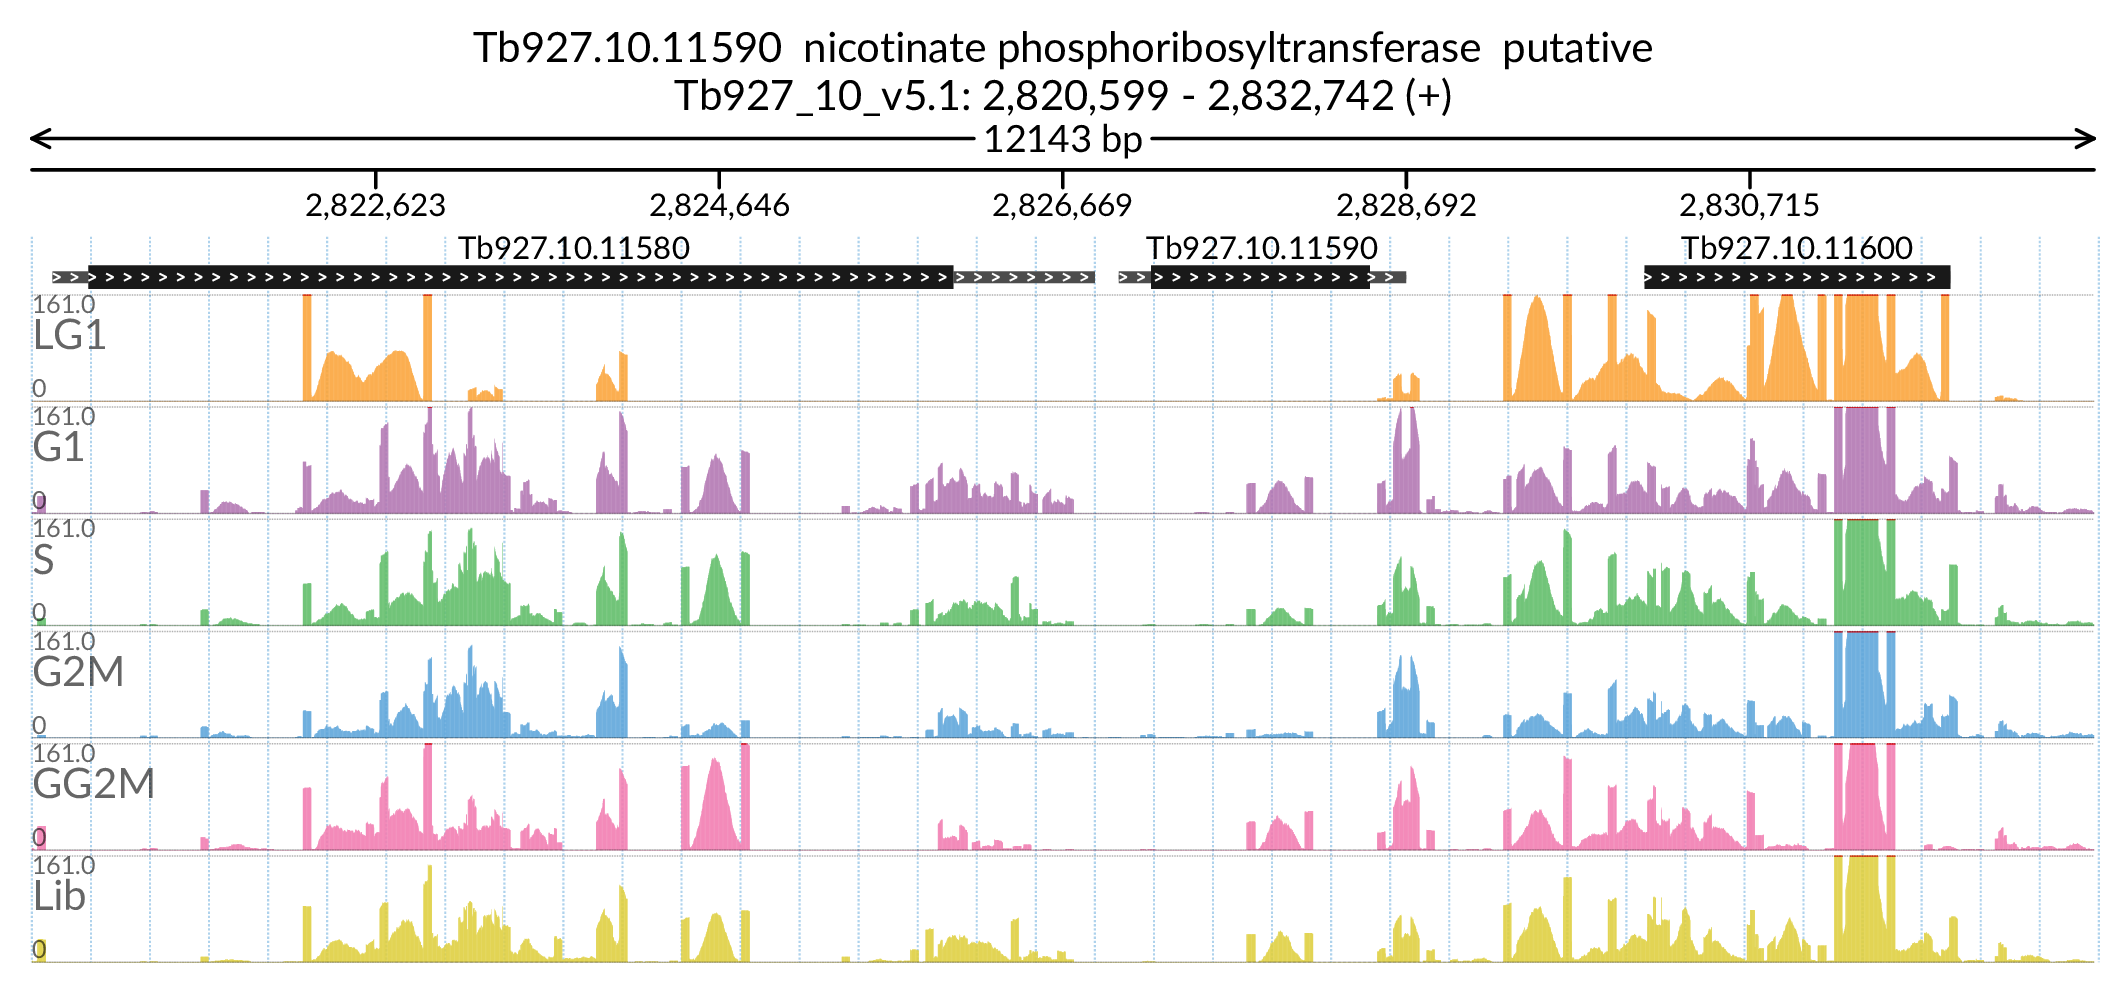 Tb927.10.11590 nicotinate phosphoribosyltransferase putative
Tb927_10_v5.1: 2,820,599 - 2,832,742 (+)
12143 bp
2,822,623 2,824,646 2,826,669 2,828,692 2,830,715
Tb927.10.11580 Tb927.10.11590 Tb927.10.11600
161.0
LG1
0
161.0
G1
0
161.0
S
0
161.0
G2M
0
161.0
GG2M
0
161.0
Lib
0